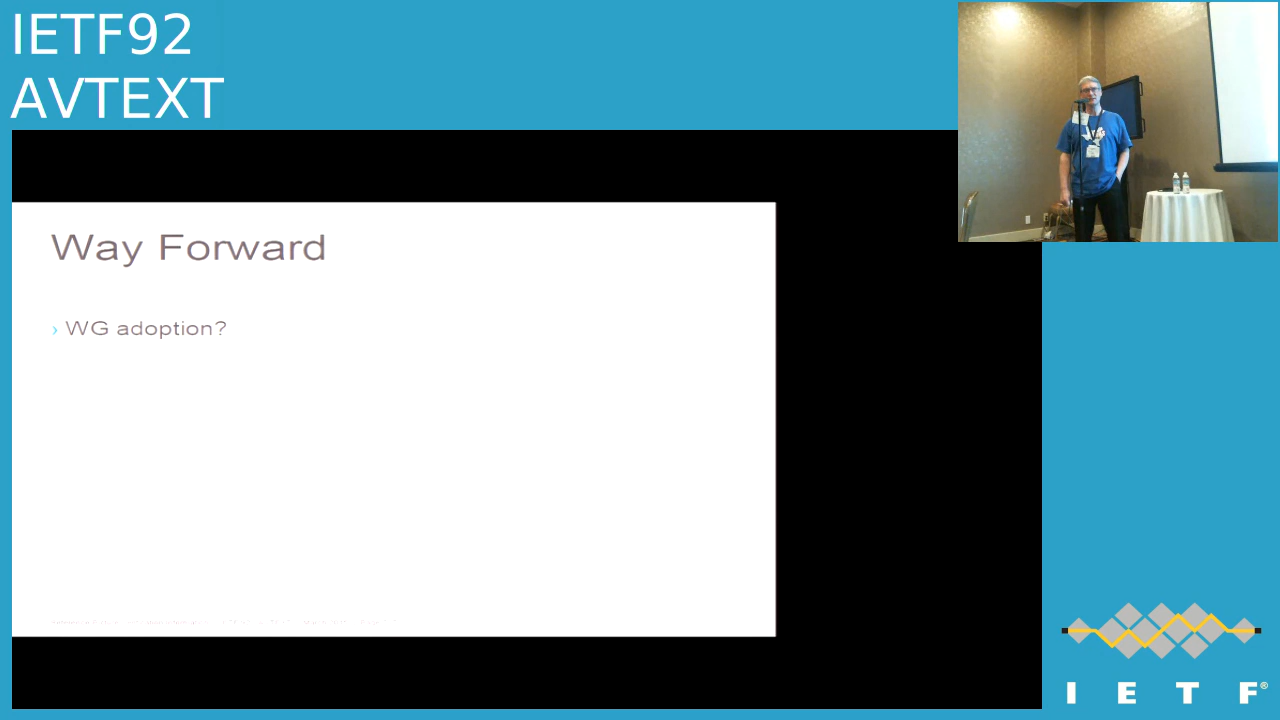 IETF92
AVTEXT
Way Forward
› WG adoption?
I E T F®